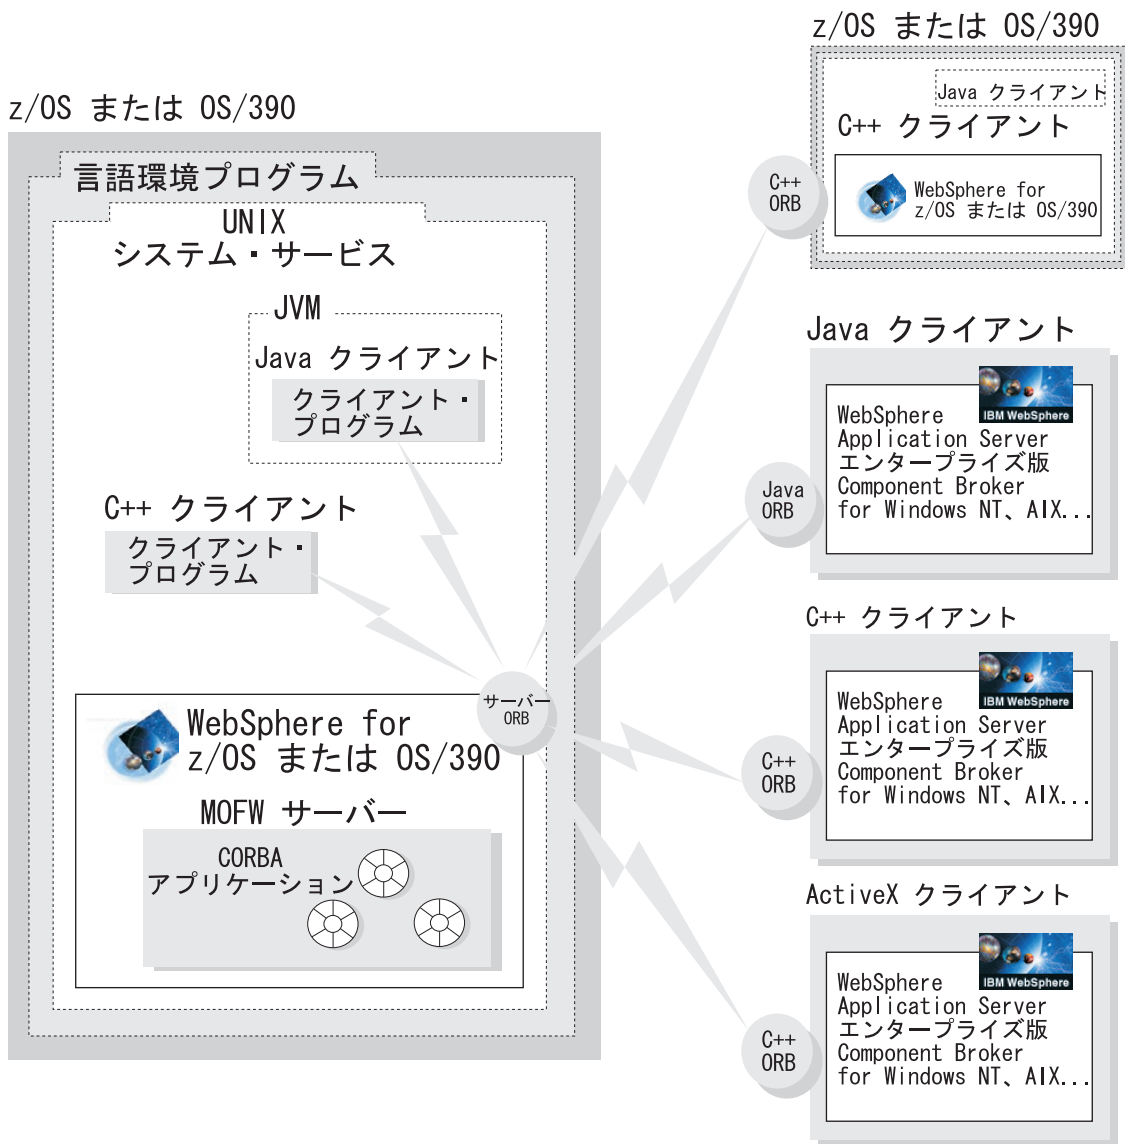 z/OS または OS/390
言語環境プログラム
UNIX
システム・サービス
JVM
Java クライアント
クライアント・
プログラム
C++ クライアント
クライアント・
プログラム
サーバー
ORB
WebSphere for
z/OS または OS/390
MOFW サーバー
CORBA
アプリケーション
z/OS または OS/390
Java クライアント
C++ クライアント
C++
ORB
WebSphere for
z/OS または OS/390
Java クライアント
IBM WebSphere
WebSphere
Application Server
エンタープライズ版
Component Broker
for Windows NT、AIX...
Java
ORB
C++ クライアント
IBM WebSphere
WebSphere
Application Server
エンタープライズ版
Component Broker
for Windows NT、AIX...
C++
ORB
ActiveX クライアント
IBM WebSphere
WebSphere
Application Server
エンタープライズ版
Component Broker
for Windows NT、AIX...
C++
ORB